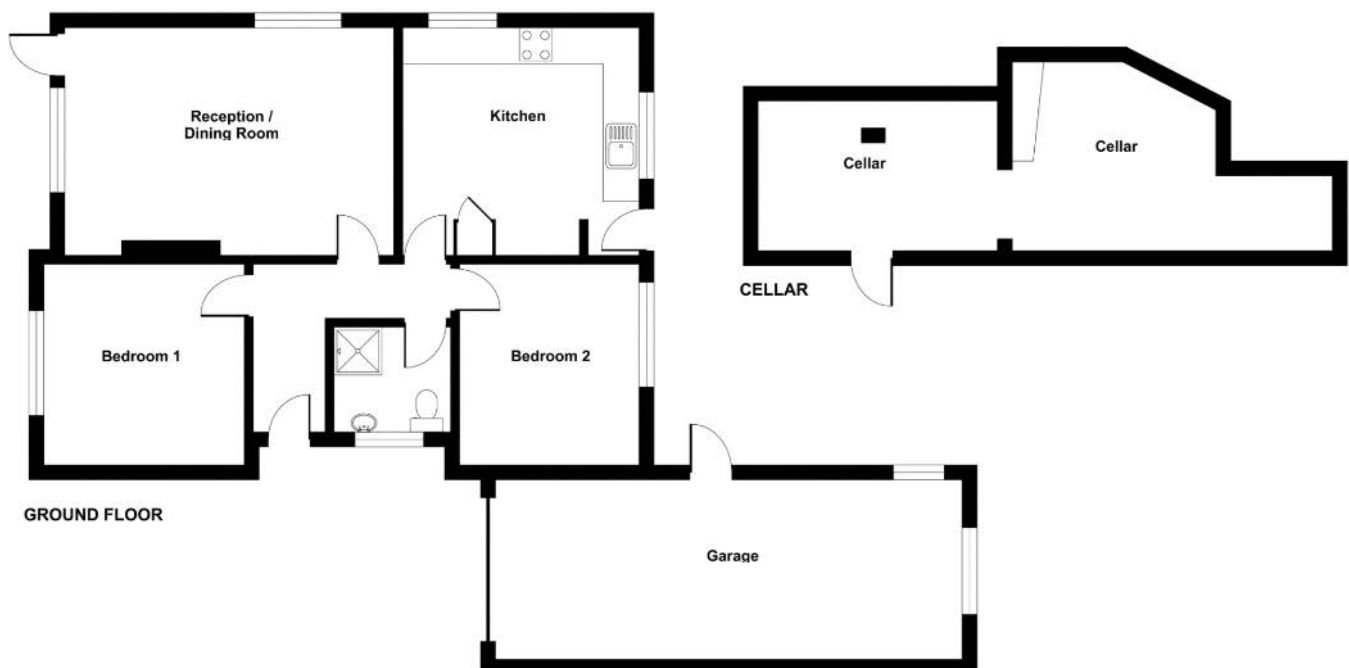 Reception /
Dining Room
Kitchen
Cellar
Cellar
CELLAR
Bedroom 1
Bedroom 2
GROUND FLOOR
Garage